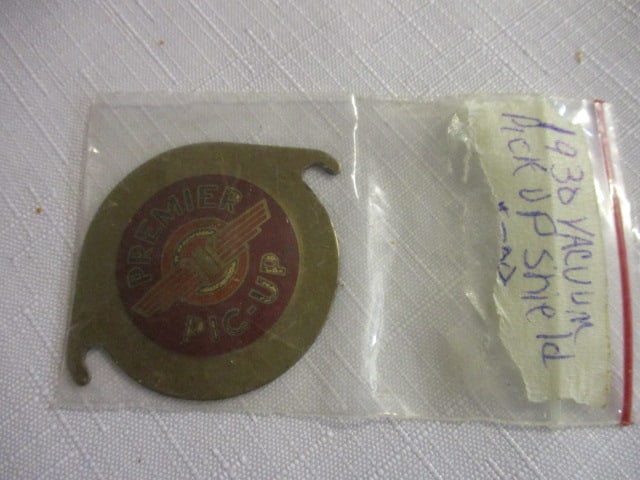 PREMIER
PIC-UP
1930 VACUUM
PICK UP SHIELD